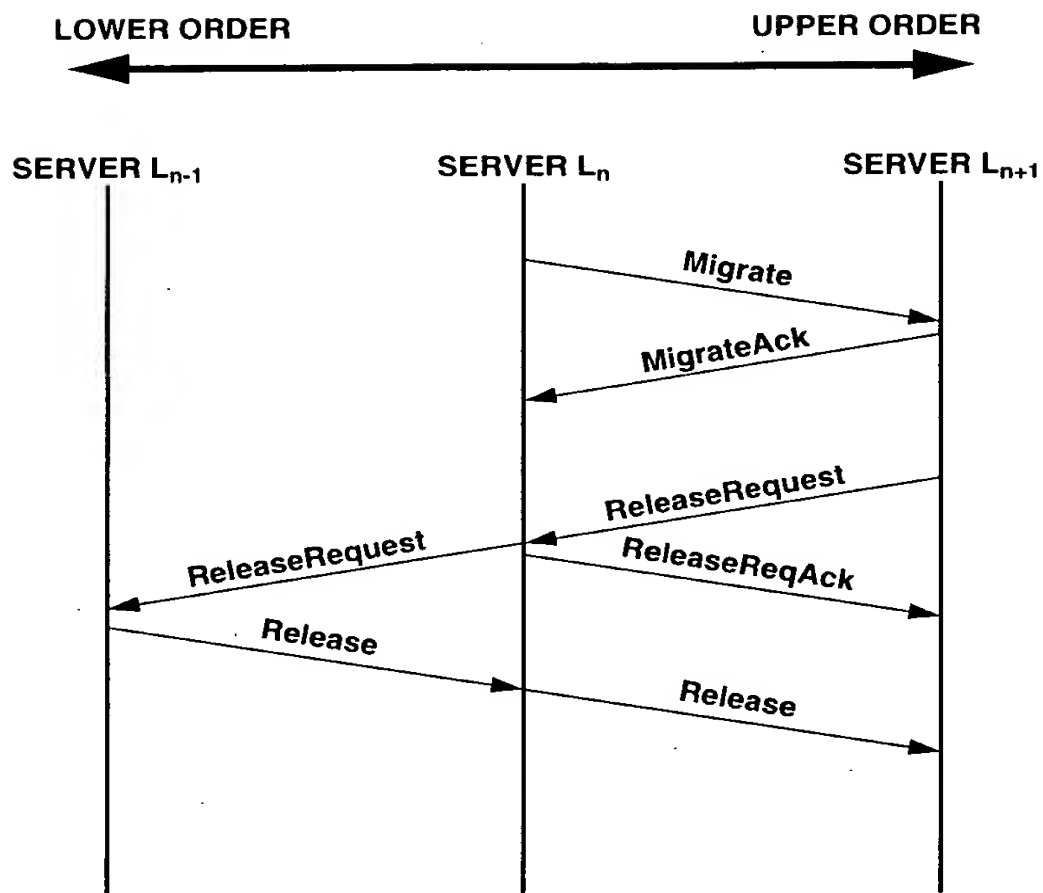 LOWER ORDER UPPER ORDER
SERVER Lₙ₋₁ SERVER Lₙ SERVER Lₙ₊₁
Migrate
MigrateAck
ReleaseRequest
ReleaseRequest
ReleaseReqAck
Release
Release